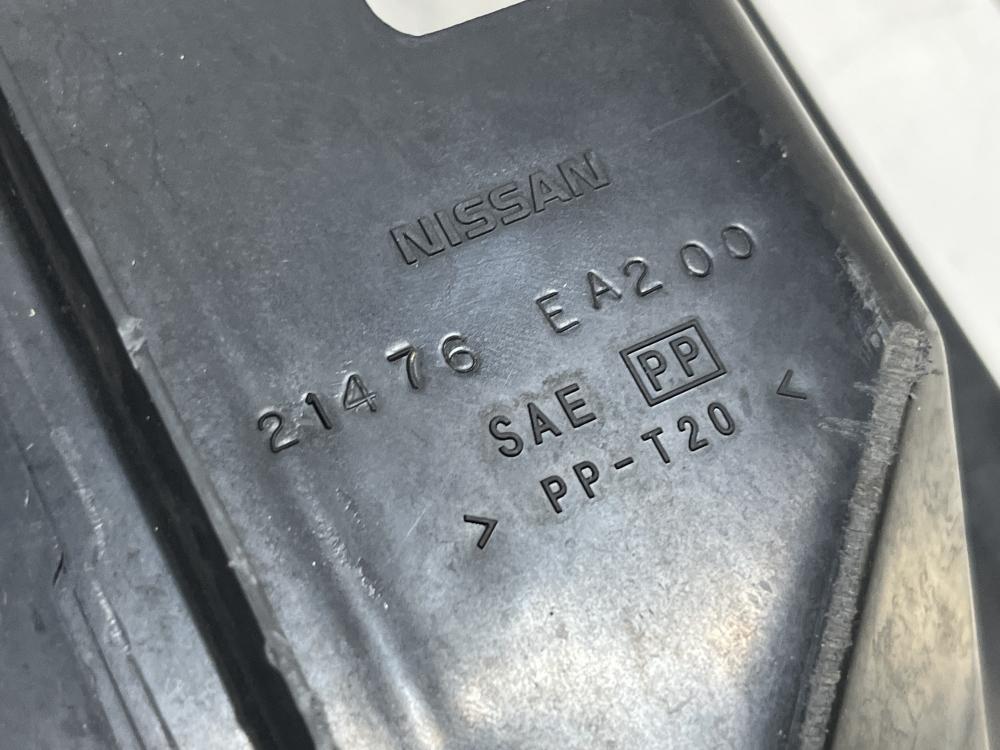 NISSAN
21476 EA200
SAE PP
> PP-T20 <